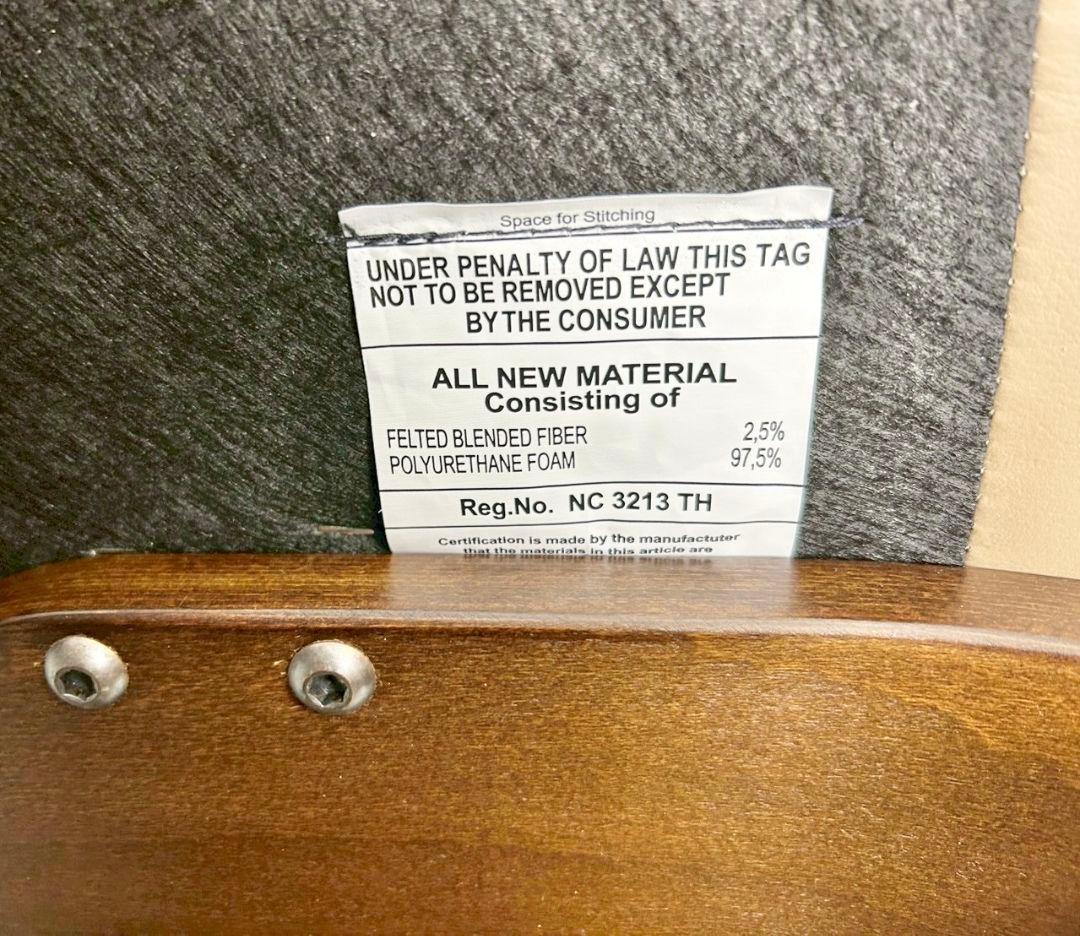 Space for Stitching
UNDER PENALTY OF LAW THIS TAG
NOT TO BE REMOVED EXCEPT
BY THE CONSUMER
ALL NEW MATERIAL
Consisting of
FELTED BLENDED FIBER 2,5%
POLYURETHANE FOAM 97,5%
Reg.No. NC 3213 TH
Certification is made by the manufactuter
that the materials in this article are